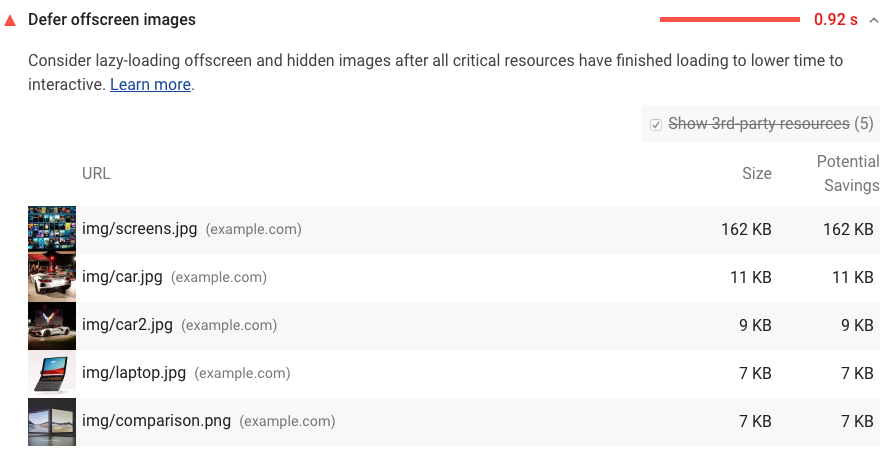 Defer offscreen images 0.92 s
Consider lazy-loading offscreen and hidden images after all critical resources have finished loading to lower time to
interactive. Learn more.
Show 3rd-party resources (5)
URL Size Potential
Savings
img/screens.jpg (example.com) 162 KB 162 KB
img/car.jpg (example.com) 11 KB 11 KB
img/car2.jpg (example.com) 9 KB 9 KB
img/laptop.jpg (example.com) 7 KB 7 KB
img/comparison.png (example.com) 7 KB 7 KB